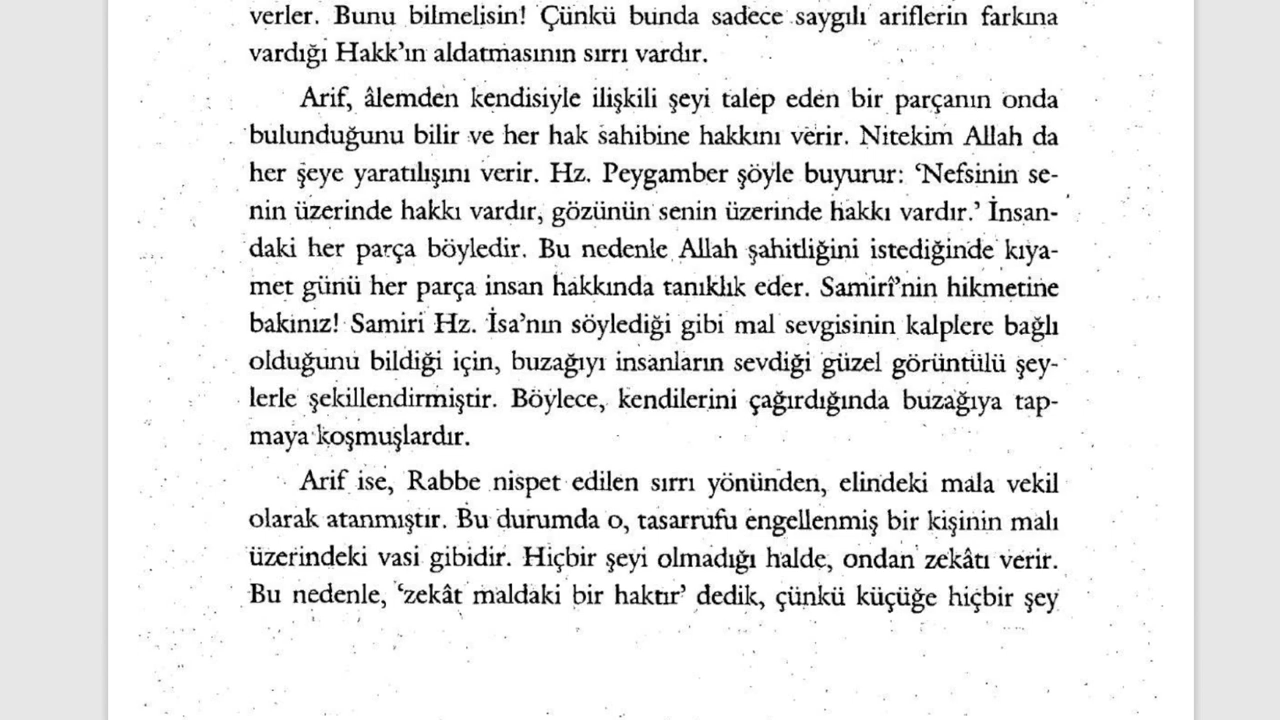 verler. Bunu bilmelisin! Çünkü bunda sadece saygılı ariflerin farkına
vardığı Hakk'ın aldatmasının sırrı vardır.
Arif, âlemden kendisiyle ilişkili şeyi talep eden bir parçanın onda
bulunduğunu bilir ve her hak sahibine hakkını verir. Nitekim Allah da
her şeye yaratılışını verir. Hz. Peygamber şöyle buyurur: ‘Nefsinin se-
nin üzerinde hakkı vardır, gözünün senin üzerinde hakkı vardır.’ İnsan-
daki her parça böyledir. Bu nedenle Allah şahitliğini istediğinde kıya-
met günü her parça insan hakkında tanıklık eder. Samirî’nin hikmetine
bakınız! Samiri Hz. İsa’nın söylediği gibi mal sevgisinin kalplere bağlı
olduğunu bildiği için, buzağıyı insanların sevdiği güzel görüntülü şey-
lerle şekillendirmiştir. Böylece, kendilerini çağırdığında buzağıya tap-
maya koşmuşlardır.
Arif ise, Rabbe nispet edilen sırrı yönünden, elindeki mala vekil
olarak atanmıştır. Bu durumda o, tasarrufu engellenmiş bir kişinin malı
üzerindeki vasi gibidir. Hiçbir şeyi olmadığı halde, ondan zekâtı verir.
Bu nedenle, ‘zekât maldaki bir haktır’ dedik, çünkü küçüğe hiçbir şey